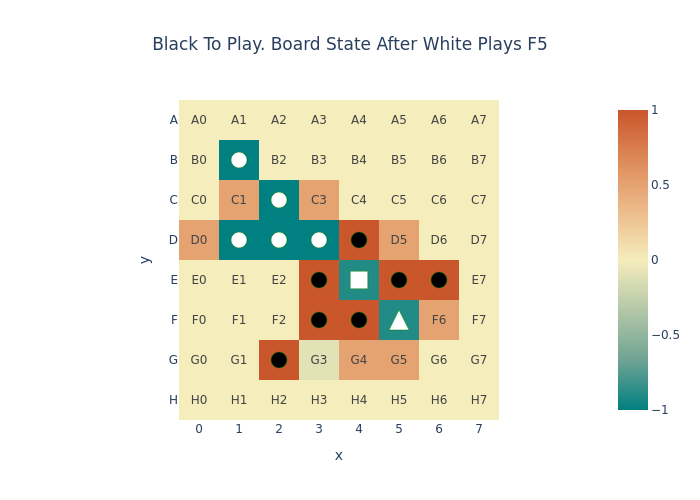 Black To Play. Board State After White Plays F5
A A0 A1 A2 A3 A4 A5 A6 A7
B B0 B2 B3 B4 B5 B6 B7
C C0 C1 C3 C4 C5 C6 C7
D D0 D5 D6 D7
E E0 E1 E2 E7
F F0 F1 F2 F6 F7
G G0 G1 G3 G4 G5 G6 G7
H H0 H1 H2 H3 H4 H5 H6 H7
0 1 2 3 4 5 6 7
x
y
1
0.5
0
−0.5
−1